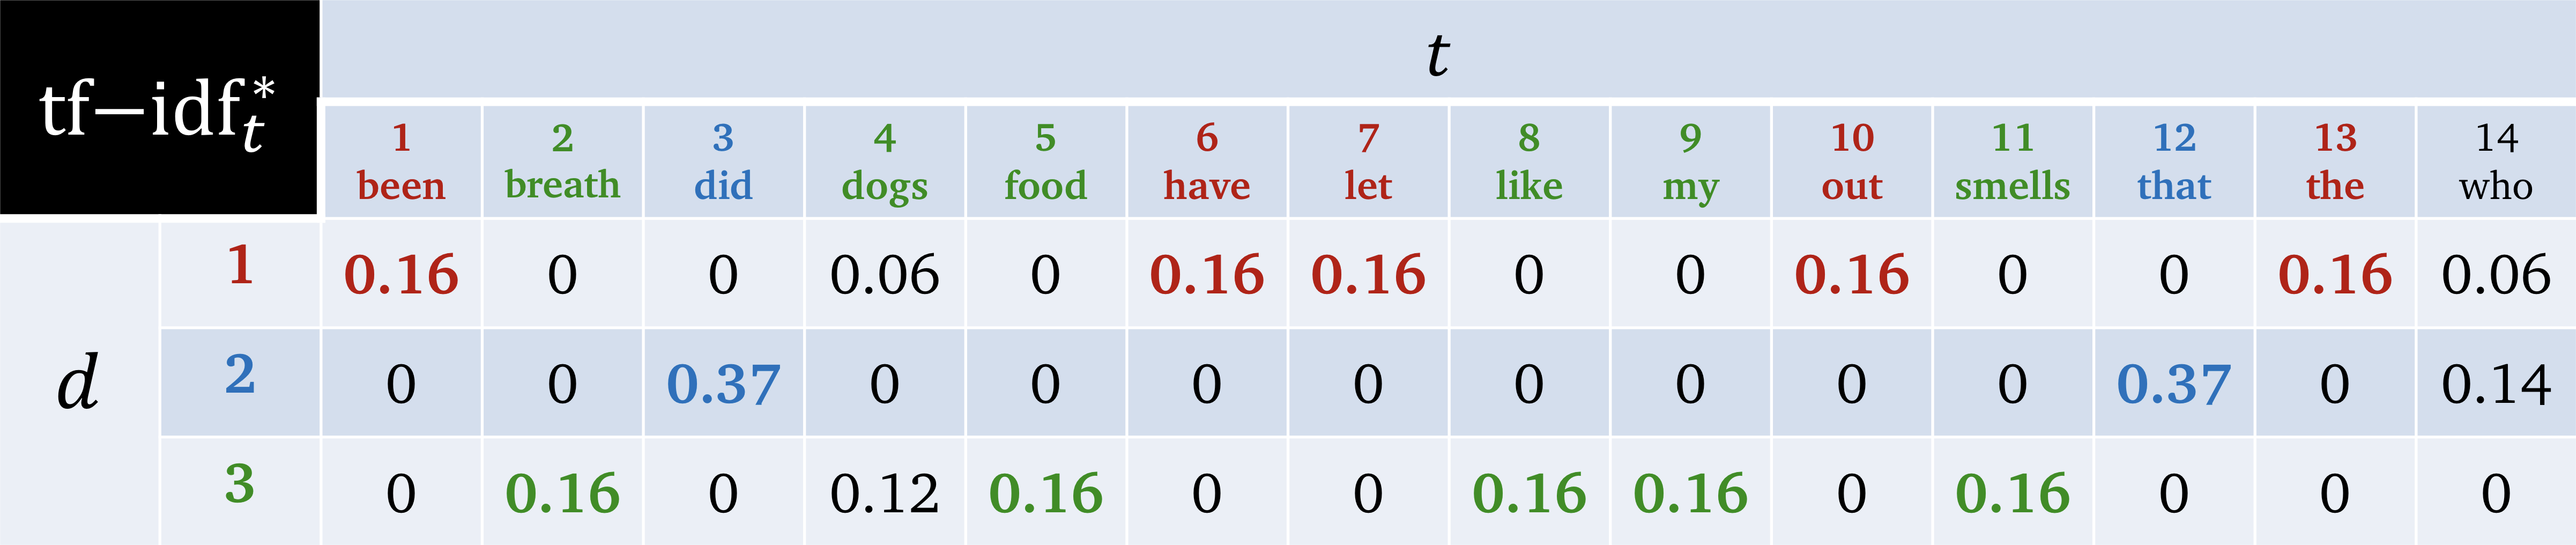 t
tf−idf*t
1 2 3 4 5 6 7 8 9 10 11 12 13 14
been breath did dogs food have let like my out smells that the who
1 0.16 0 0 0.06 0 0.16 0.16 0 0 0.16 0 0 0.16 0.06
d 2 0 0 0.37 0 0 0 0 0 0 0 0 0.37 0 0.14
3 0 0.16 0 0.12 0.16 0 0 0.16 0.16 0 0.16 0 0 0